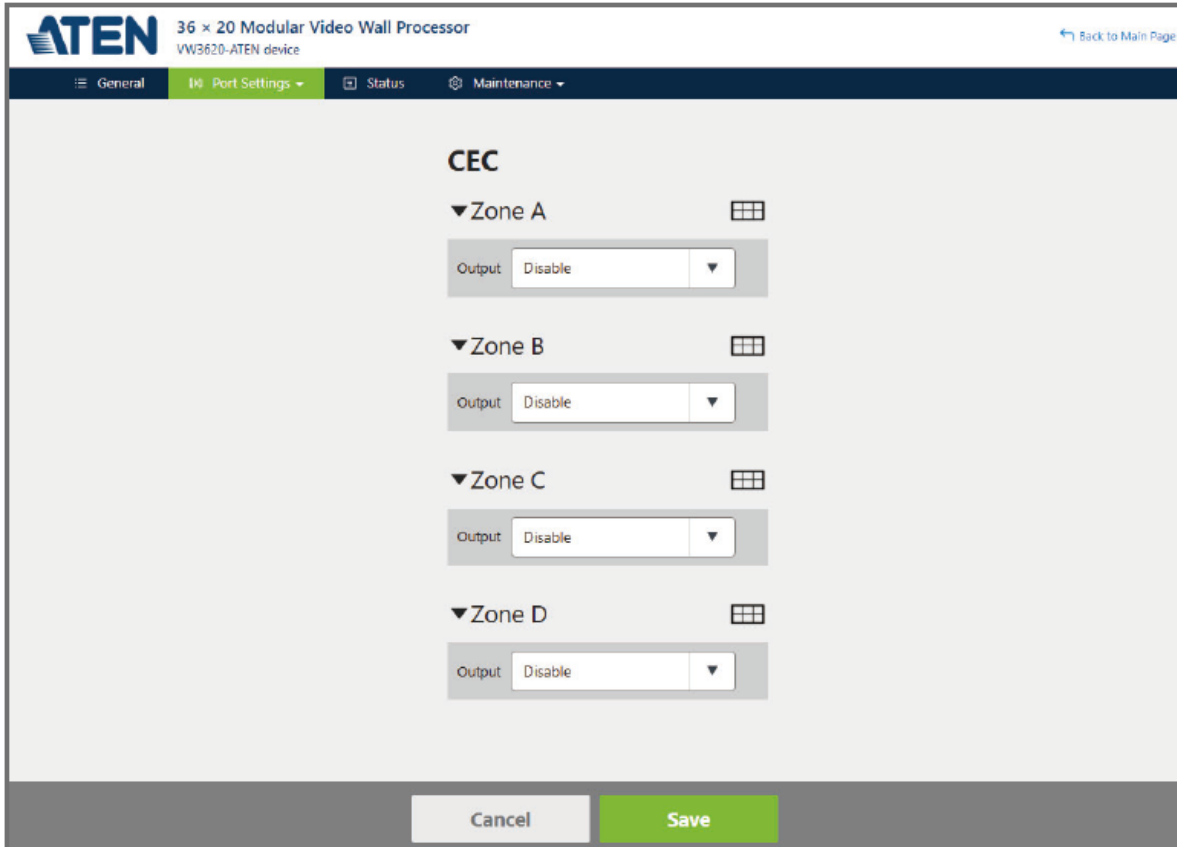 ATEN
36 × 20 Modular Video Wall Processor
VW3620-ATEN device
Back to Main Page
General
Port Settings
Status
Maintenance
CEC
Zone A
Output Disable
Zone B
Output Disable
Zone C
Output Disable
Zone D
Output Disable
Cancel
Save